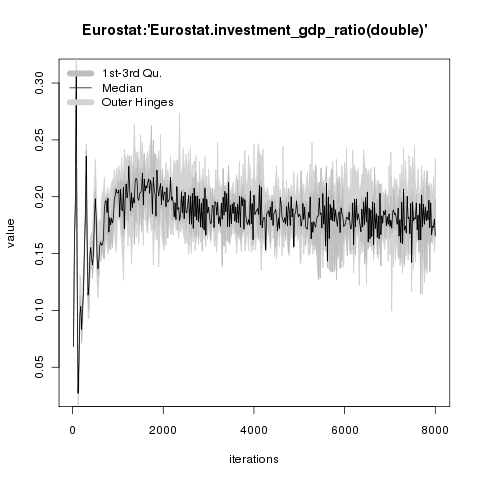 Eurostat:'Eurostat.investment_gdp_ratio(double)'
1st-3rd Qu.
Median
Outer Hinges
0.30
0.25
0.20
0.15
0.10
0.05
value
0 2000 4000 6000 8000
iterations